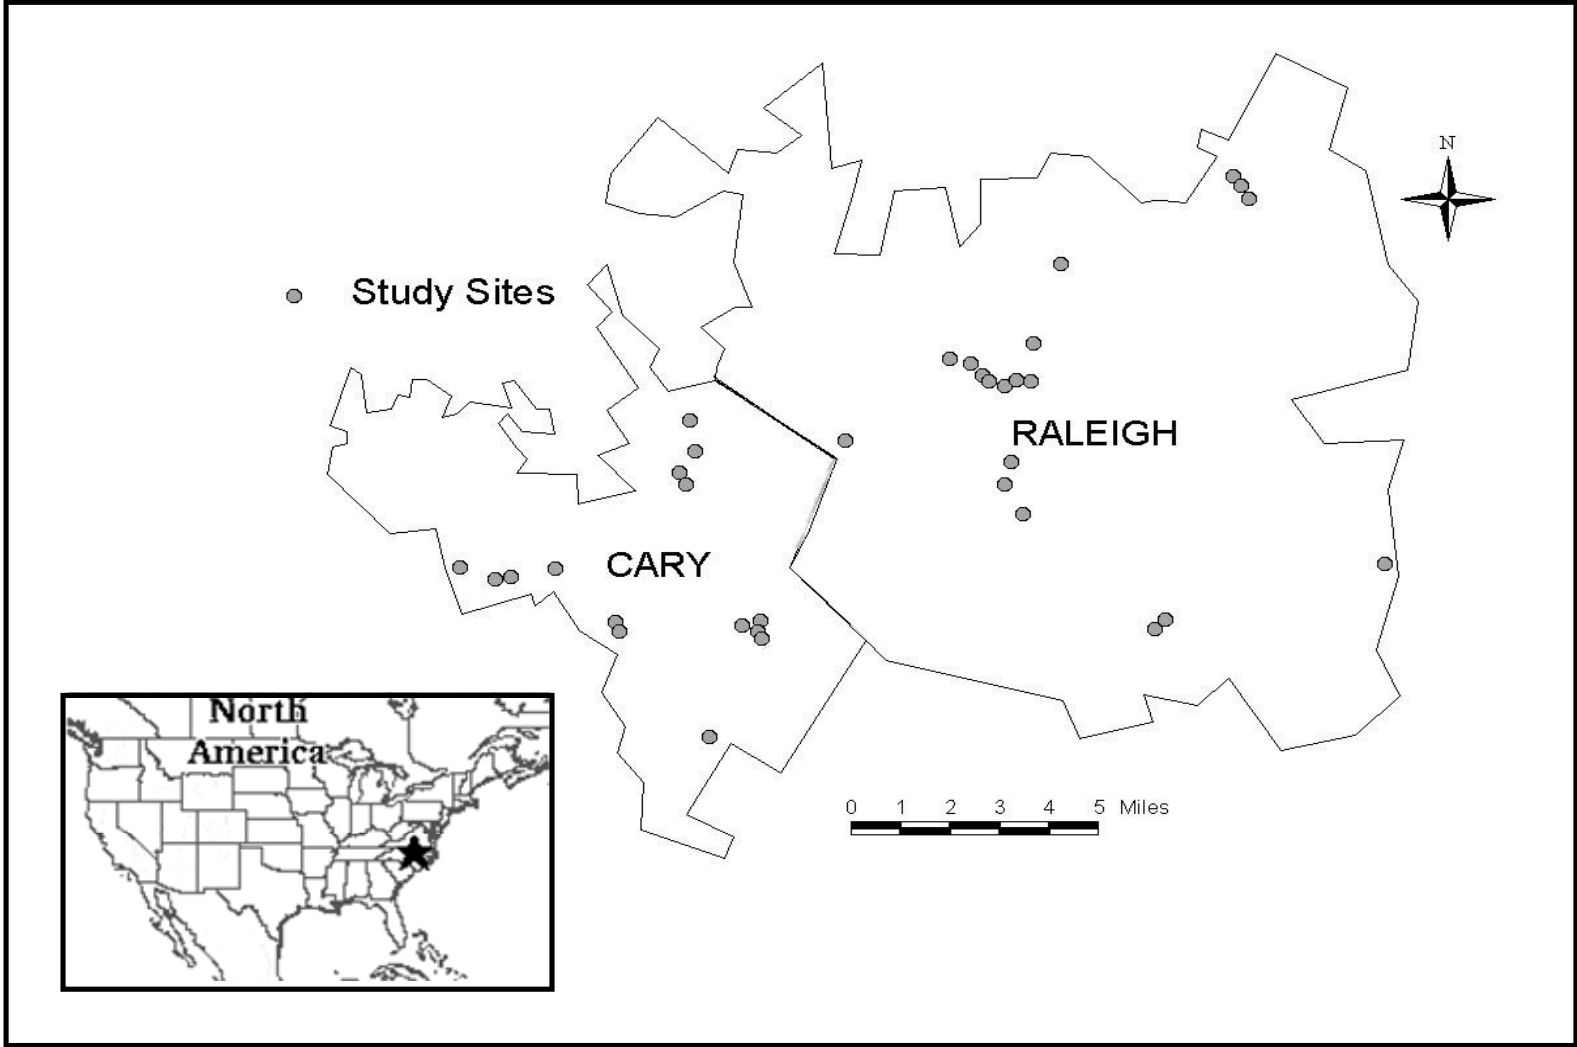 N
Study Sites
RALEIGH
CARY
North
America
0 1 2 3 4 5 Miles